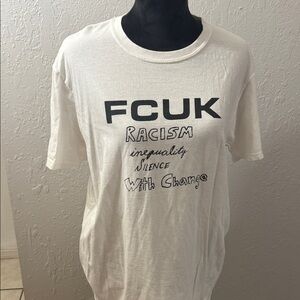 FCUK
RACISM
inequality
SILENCE
With Change